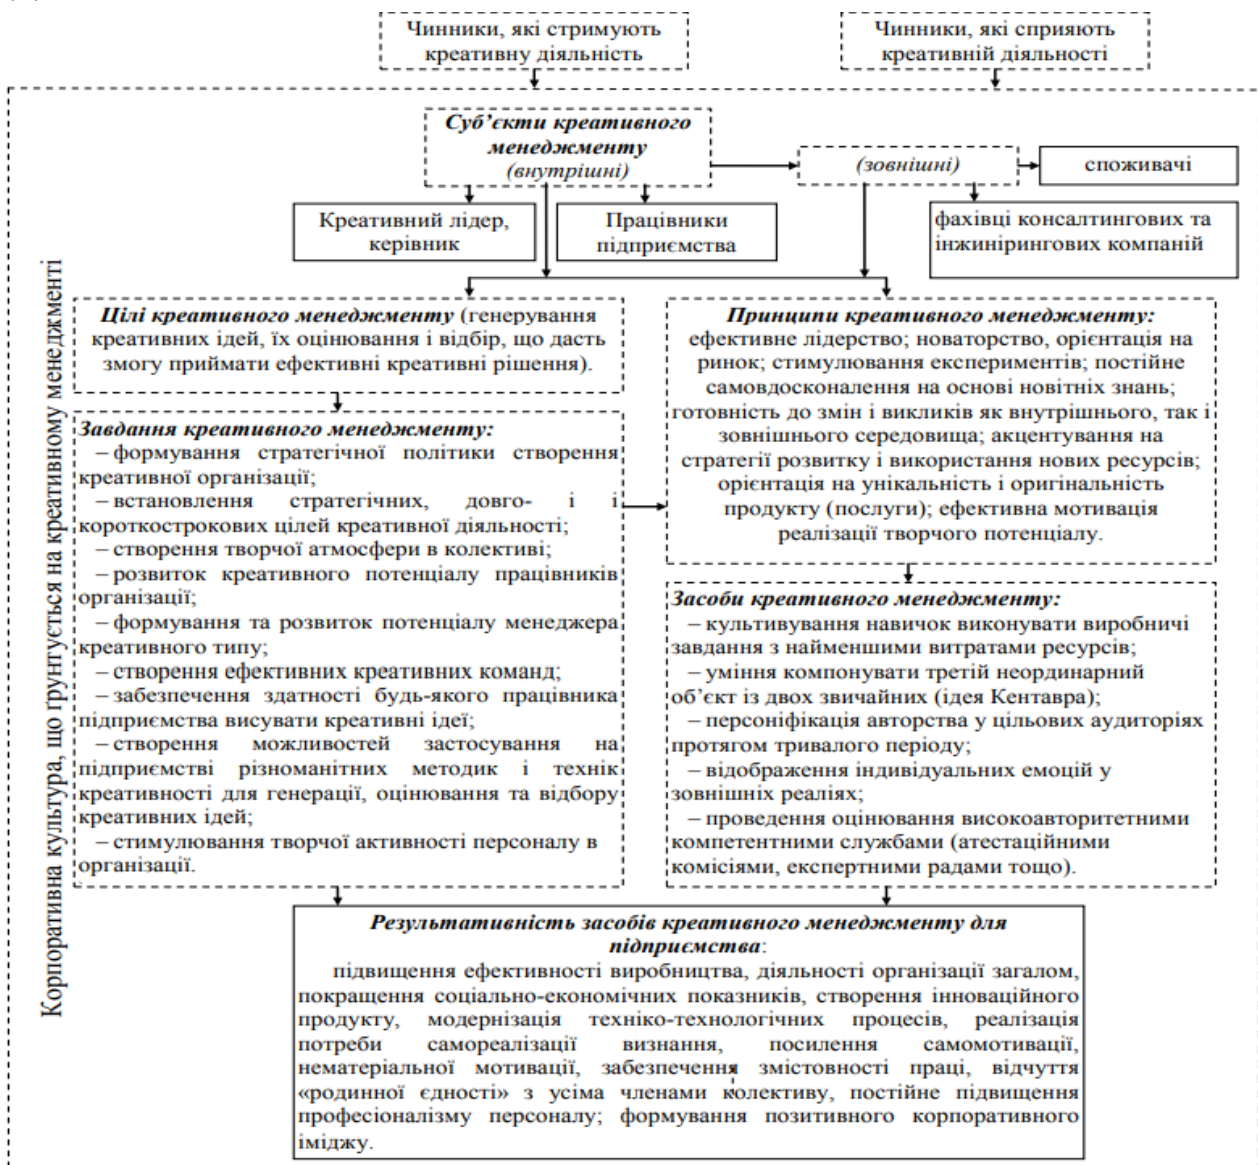 Чинники, які стримують
креативну діяльність
Чинники, які сприяють
креативній діяльності
Корпоративна культура, що ґрунтується на креативному менеджменті
Суб’єкти креативного
менеджменту
(внутрішні)
(зовнішні)
споживачі
Креативний лідер,
керівник
Працівники
підприємства
фахівці консалтингових та
інжинірингових компаній
Цілі креативного менеджменту (генерування
креативних ідей, їх оцінювання і відбір, що дасть
змогу приймати ефективні креативні рішення).
Завдання креативного менеджменту:
– формування стратегічної політики створення
креативної організації;
– встановлення стратегічних, довго- і і
короткострокових цілей креативної діяльності;
– створення творчої атмосфери в колективі;
– розвиток креативного потенціалу працівників
організації;
– формування та розвиток потенціалу менеджера
креативного типу;
– створення ефективних креативних команд;
– забезпечення здатності будь-якого працівника
підприємства висувати креативні ідеї;
– створення можливостей застосування на
підприємстві різноманітних методик і технік
креативності для генерації, оцінювання та відбору
креативних ідей;
– стимулювання творчої активності персоналу в
організації.
Принципи креативного менеджменту:
ефективне лідерство; новаторство, орієнтація на
ринок; стимулювання експериментів; постійне
самовдосконалення на основі новітніх знань;
готовність до змін і викликів як внутрішнього, так і
зовнішнього середовища; акцентування на
стратегії розвитку і використання нових ресурсів;
орієнтація на унікальність і оригінальність
продукту (послуги); ефективна мотивація
реалізації творчого потенціалу.
Засоби креативного менеджменту:
– культивування навичок виконувати виробничі
завдання з найменшими витратами ресурсів;
– уміння компонувати третій неординарний
об’єкт із двох звичайних (ідея Кентавра);
– персоніфікація авторства у цільових аудиторіях
протягом тривалого періоду;
– відображення індивідуальних емоцій у
зовнішніх реаліях;
– проведення оцінювання високоавторитетними
компетентними службами (атестаційними
комісіями, експертними радами тощо).
Результативність засобів креативного менеджменту для
підприємства:
підвищення ефективності виробництва, діяльності організації загалом,
покращення соціально-економічних показників, створення інноваційного
продукту, модернізація техніко-технологічних процесів, реалізація
потреби самореалізації визнання, посилення самомотивації,
нематеріальної мотивації, забезпечення змістовності праці, відчуття
«родинної єдності» з усіма членами колективу, постійне підвищення
професіоналізму персоналу; формування позитивного корпоративного
іміджу.